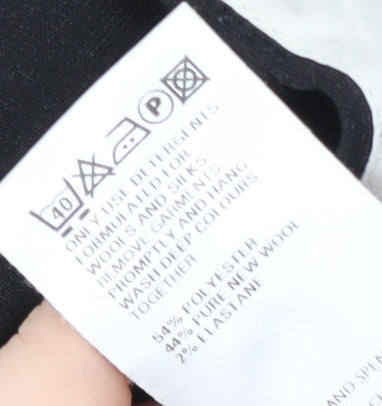 40 P
ONLY USE DETERGENTS
FORMULATED FOR
WOOLS AND SILKS
REMOVE GARMENTS
PROMPTLY AND HANG
WASH DEEP COLOURS
TOGETHER
54% POLYESTER
44% PURE NEW WOOL
2% ELASTANE
AND